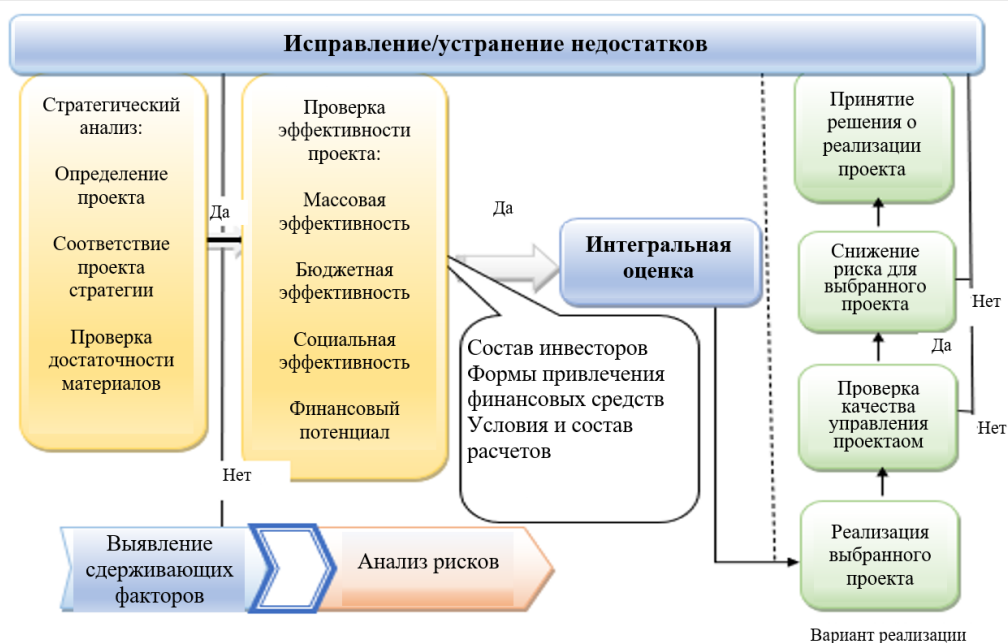 Исправление/устранение недостатков
Стратегический
анализ:
Определение
проекта
Соответствие
проекта
стратегии
Проверка
достаточности
материалов
Да
Нет
Проверка
эффективности
проекта:
Массовая
эффективность
Бюджетная
эффективность
Социальная
эффективность
Финансовый
потенциал
Да
Интегральная
оценка
Состав инвесторов
Формы привлечения
финансовых средств
Условия и состав
расчетов
Принятие
решения о
реализации
проекта
Снижение
риска для
выбранного
проекта
Нет
Да
Проверка
качества
управления
проектаом
Нет
Реализация
выбранного
проекта
Вариант реализации
Выявление
сдерживающих
факторов
Анализ рисков